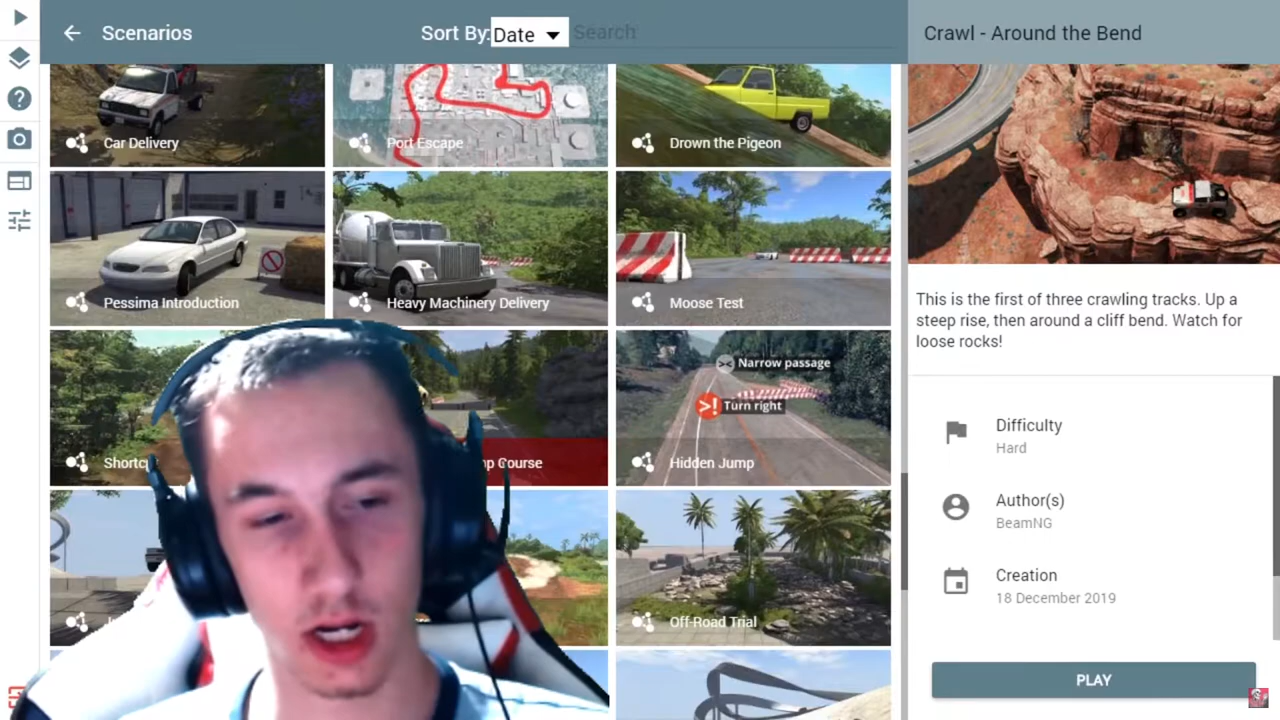 Scenarios
Sort By: Date
Search
Crawl - Around the Bend
Car Delivery
Port Escape
Drown the Pigeon
Pessima Introduction
Heavy Machinery Delivery
Moose Test
Narrow passage
Turn right
Course
Hidden Jump
Off-Road Trial
This is the first of three crawling tracks. Up a
steep rise, then around a cliff bend. Watch for
loose rocks!
Difficulty
Hard
Author(s)
BeamNG
Creation
18 December 2019
PLAY